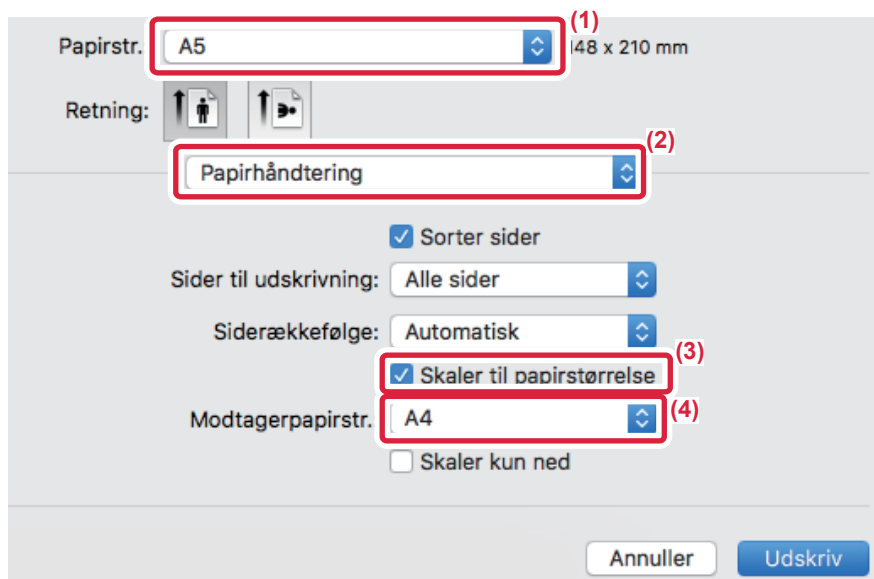 (1)
Papirstr. A5 148 x 210 mm
Retning:
(2)
Papirhåndtering
Sorter sider
Sider til udskrivning: Alle sider
Siderækkefølge: Automatisk
(3)
Skaler til papirstørrelse
Modtagerpapirstr. A4 (4)
Skaler kun ned
Annuller Udskriv